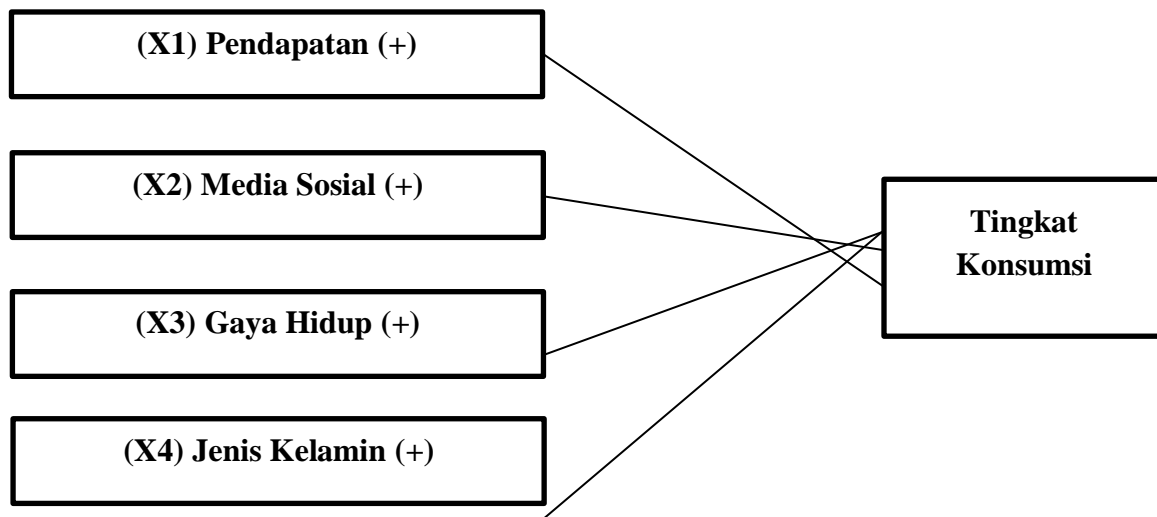 (X1) Pendapatan (+)
(X2) Media Sosial (+)
(X3) Gaya Hidup (+)
(X4) Jenis Kelamin (+)
Tingkat
Konsumsi